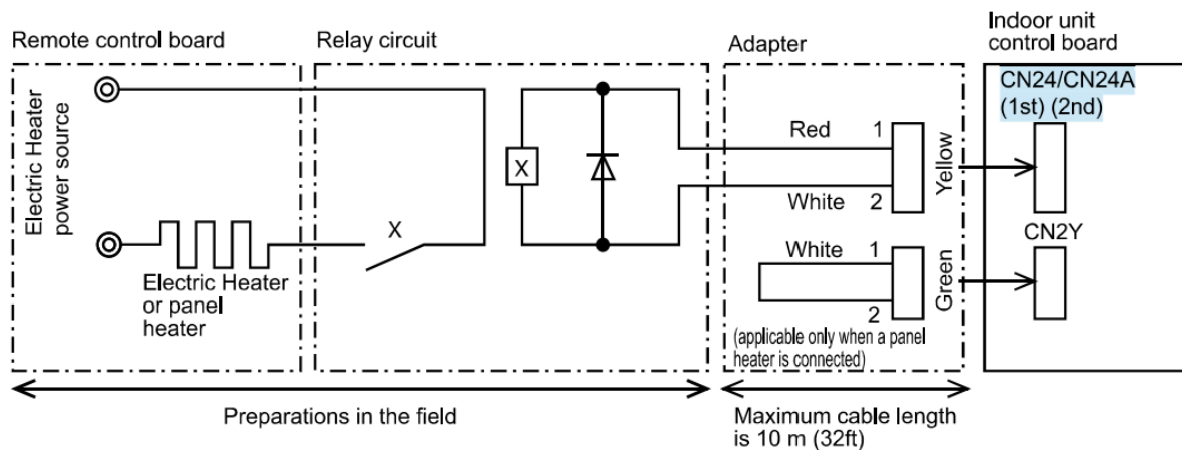 Remote control board
Relay circuit
Adapter
Indoor unit
control board
CN24/CN24A
(1st) (2nd)
Electric Heater
power source
X
Red
1
White
2
Yellow
CN2Y
X
Electric Heater
or panel
heater
White
1
2
Green
(applicable only when a panel
heater is connected)
Preparations in the field
Maximum cable length
is 10 m (32ft)